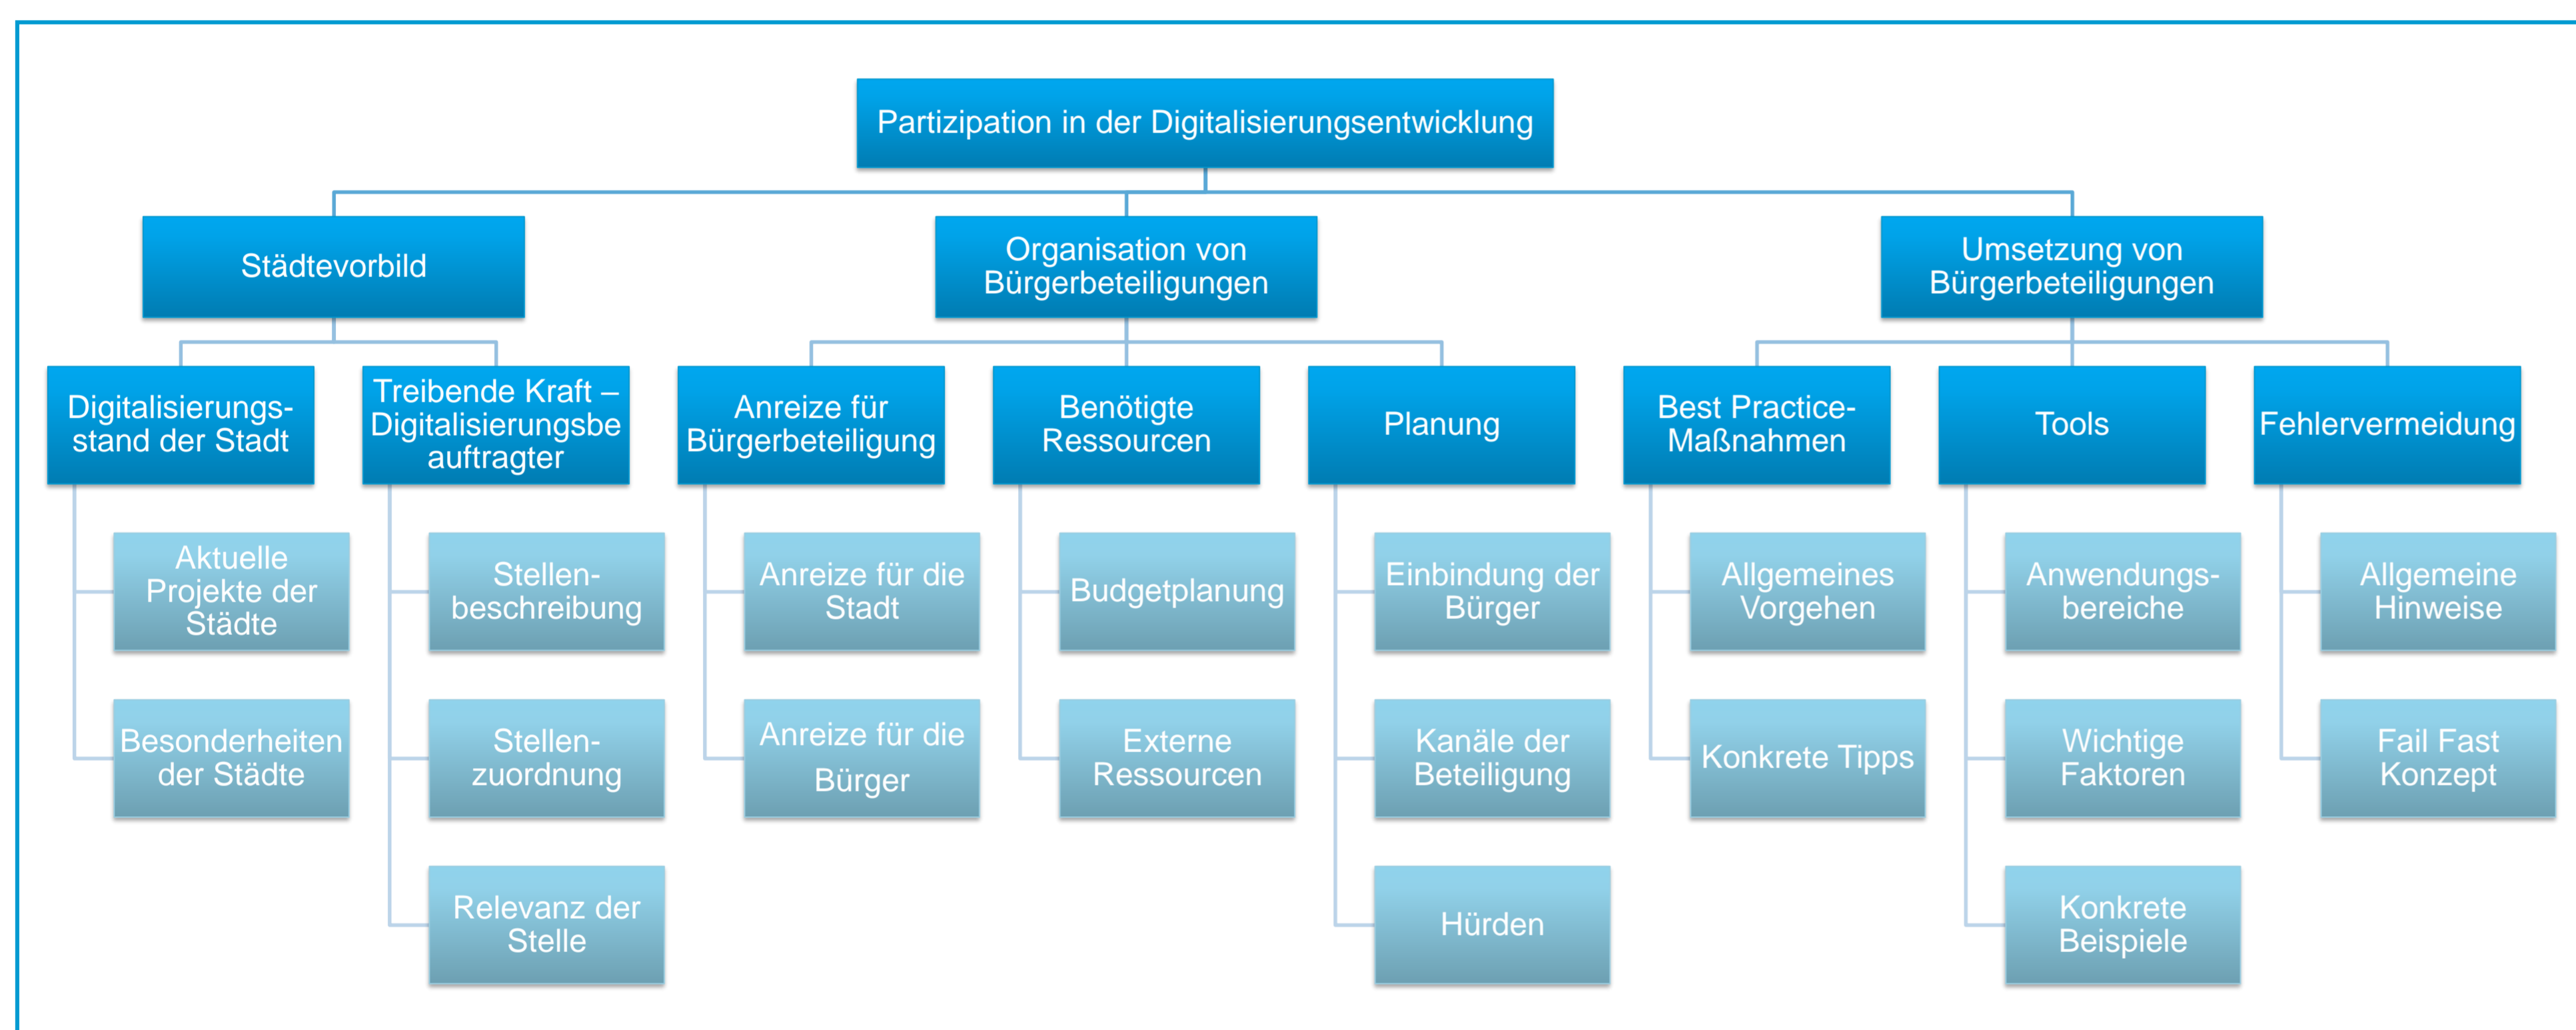 Partizipation in der Digitalisierungsentwicklung
Städtevorbild
Organisation von
Bürgerbeteiligungen
Umsetzung von
Bürgerbeteiligungen
Digitalisierungs-
stand der Stadt
Treibende Kraft –
Digitalisierungsbe
auftragter
Anreize für
Bürgerbeteiligung
Benötigte
Ressourcen
Planung
Best Practice-
Maßnahmen
Tools
Fehlervermeidung
Aktuelle
Projekte der
Städte
Stellen-
beschreibung
Anreize für die
Stadt
Budgetplanung
Einbindung der
Bürger
Allgemeines
Vorgehen
Anwendungs-
bereiche
Allgemeine
Hinweise
Besonderheiten
der Städte
Stellen-
zuordnung
Anreize für die
Bürger
Externe
Ressourcen
Kanäle der
Beteiligung
Konkrete Tipps
Wichtige
Faktoren
Fail Fast
Konzept
Relevanz der
Stelle
Hürden
Konkrete
Beispiele